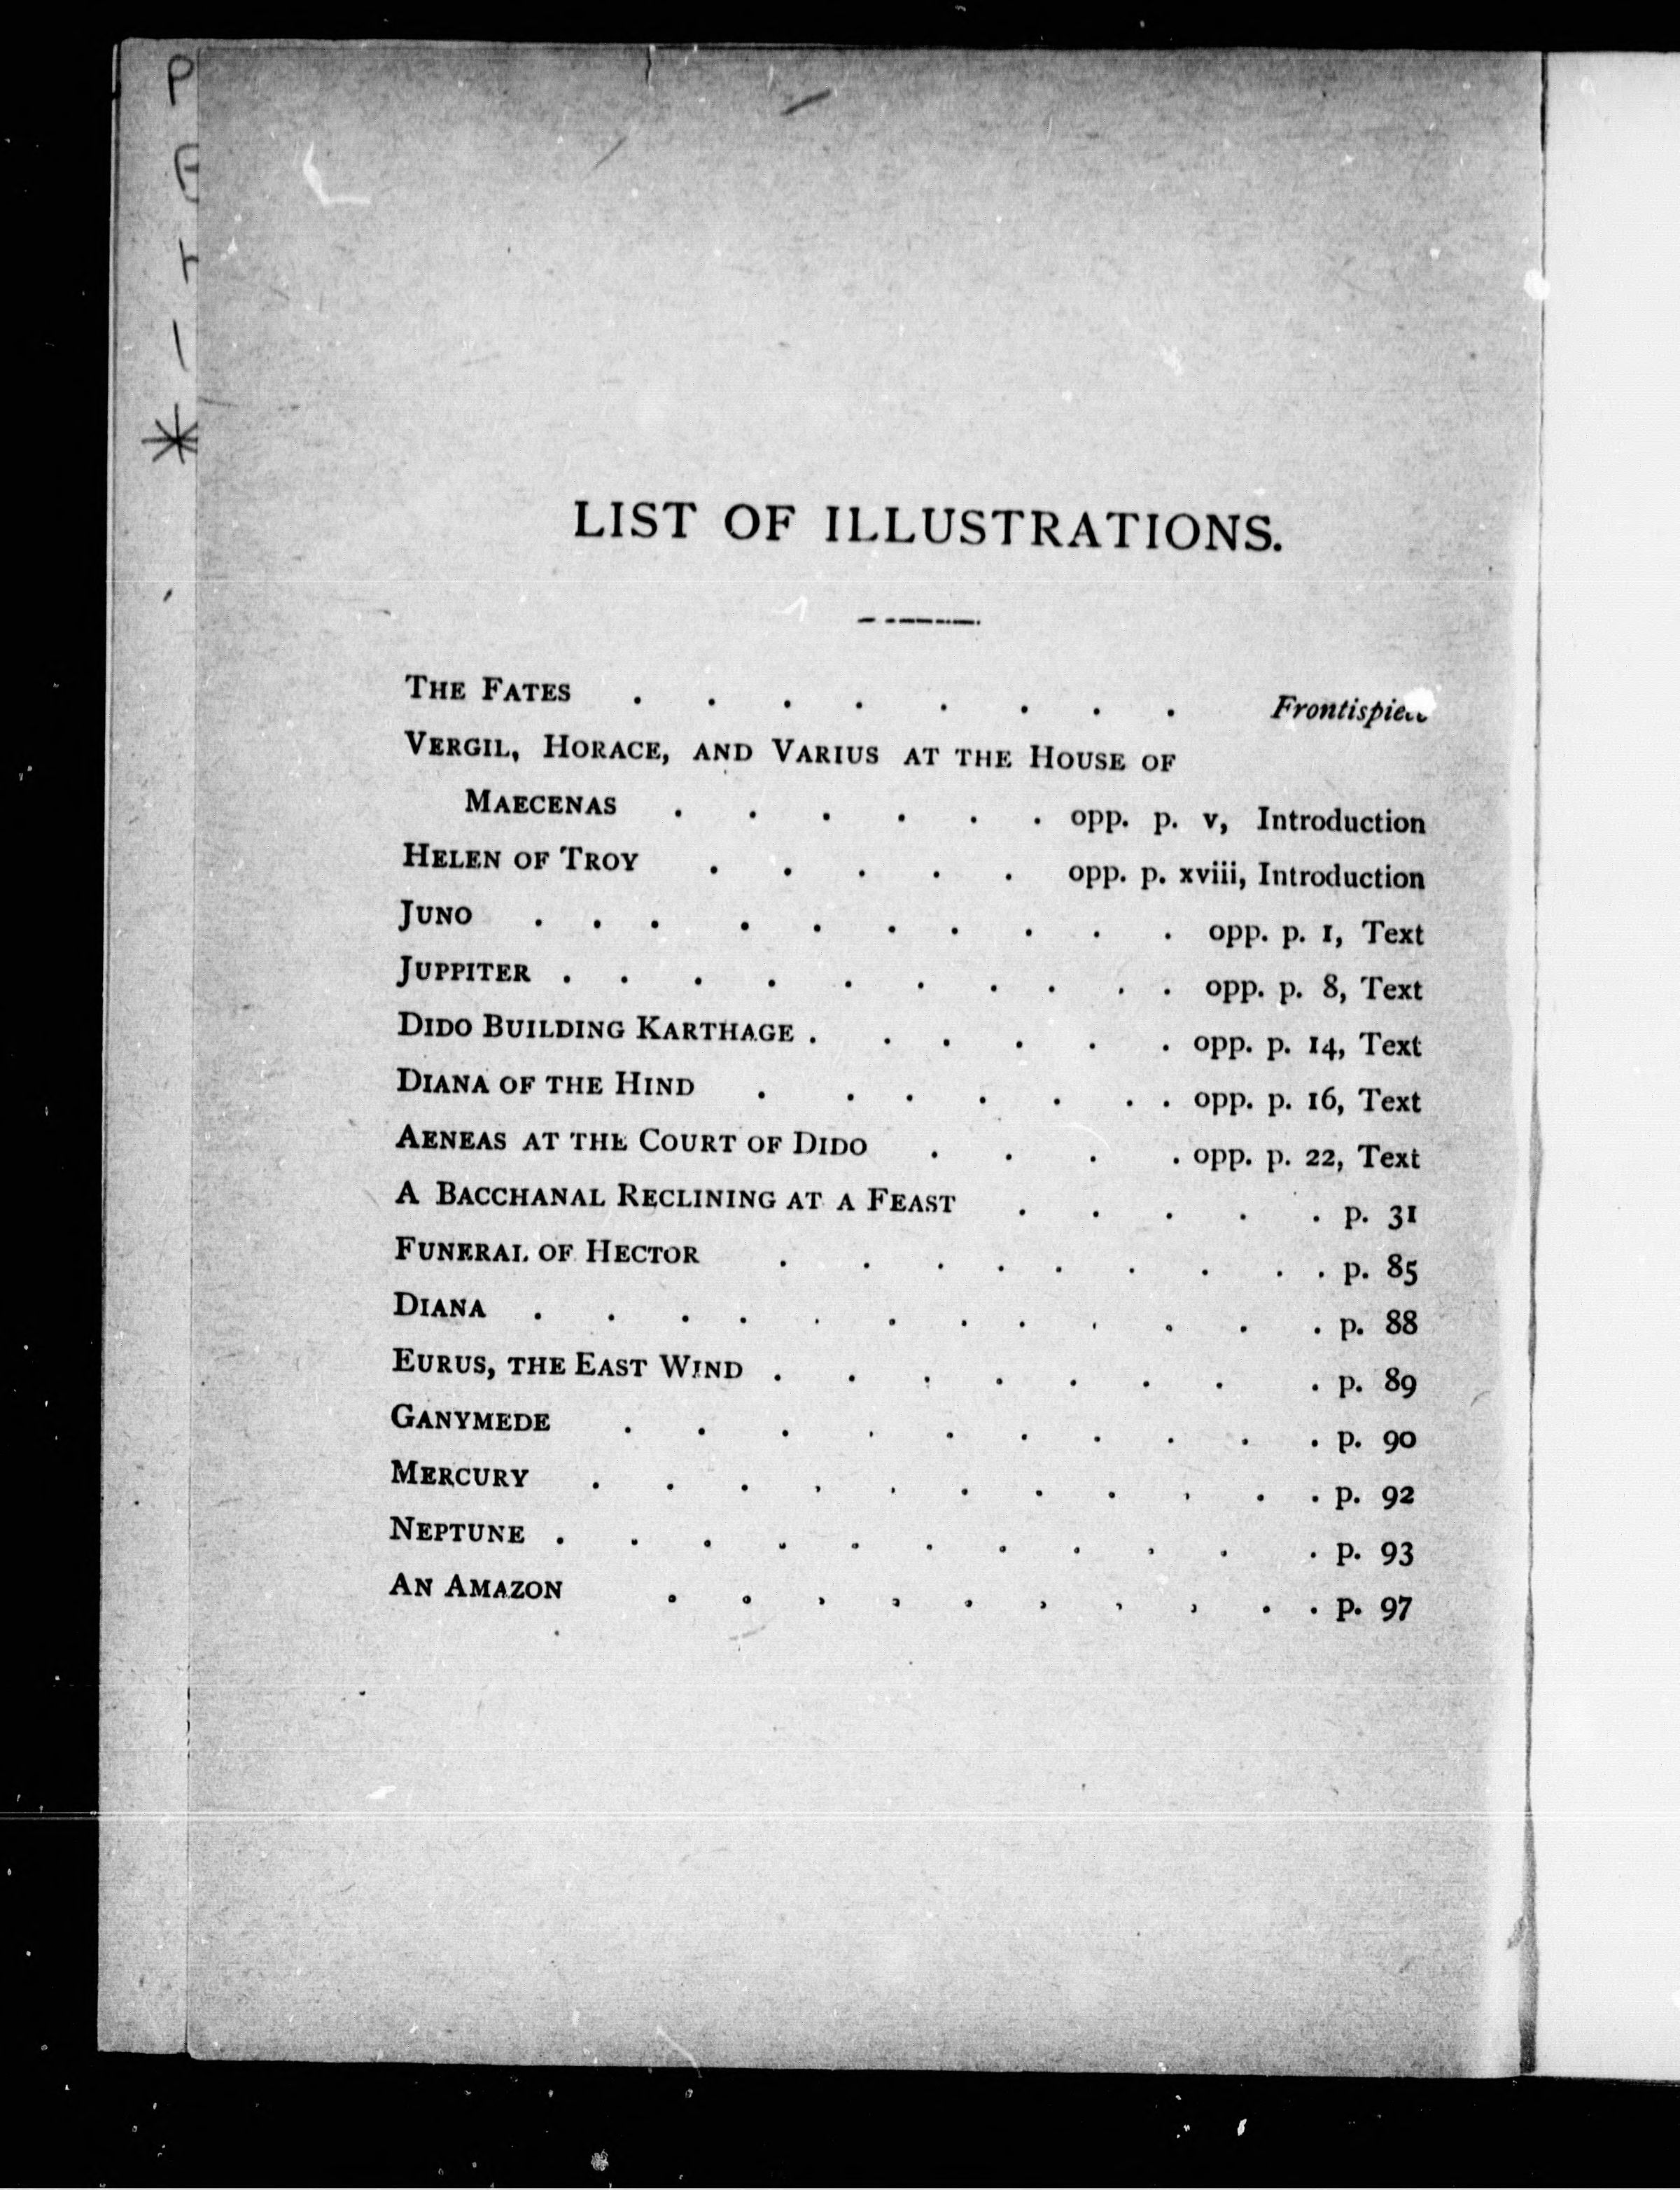 LIST OF ILLUSTRATIONS.
THE FATES . . . . . . . .
VERGIL, HORACE, AND VARIUS AT THE HOUSE OF
MAECENAS . . . . . . opp. p. v, Introduction
HELEN OF TROY . . . . . opp. p. xviii, Introduction
JUNO . . . . . . . . . . opp. p. 1, Text
JUPPITER . . . . . . . . . . opp. p. 8, Text
DIDO BUILDING KARTHAGE . . . . . . opp. p. 14, Text
DIANA OF THE HIND . . . . . . . opp. p. 16, Text
AENEAS AT THE COURT OF DIDO . . . . opp. p. 22, Text
A BACCHANAL RECLINING AT A FEAST . . . . . p. 31
FUNERAL OF HECTOR . . . . . . . . . p. 85
DIANA . . . . . . . . . . . . p. 88
EURUS, THE EAST WIND . . . . . . . . p. 89
GANYMEDE . . . . . . . . . . p. 90
MERCURY . . . . . . . . . . . p. 92
NEPTUNE . . . . . . . . . . . p. 93
AN AMAZON . . . . . . . . . . p. 97